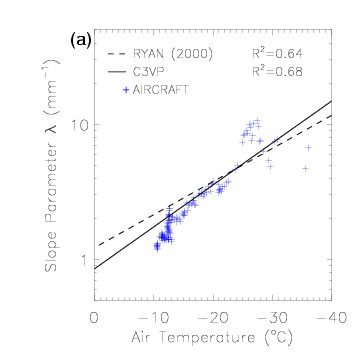 (a)
RYAN (2000) R²=0.64
C3VP R²=0.68
AIRCRAFT
Slope Parameter λ (mm⁻¹)
10
1
0 −10 −20 −30 −40
Air Temperature (°C)